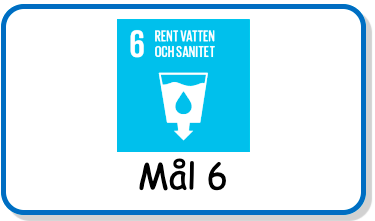 6 RENT VATTEN
OCH SANITET
Mål 6